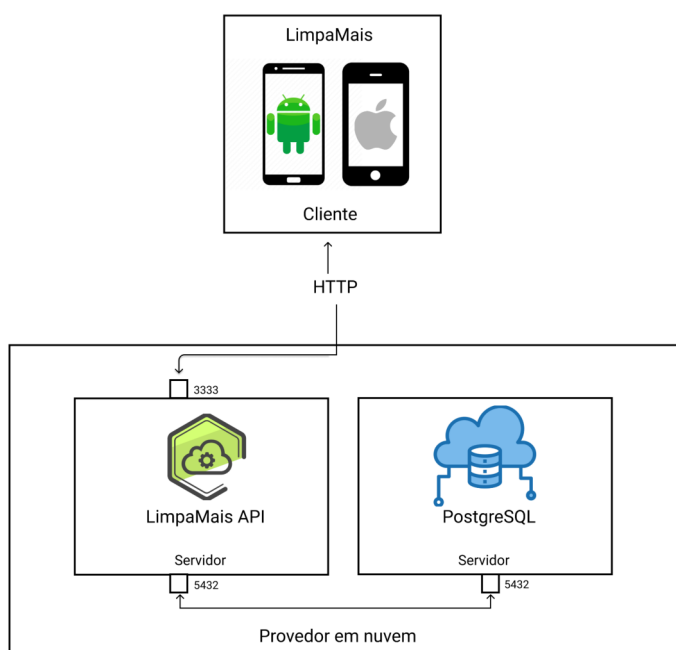 LimpaMais
Cliente
HTTP
3333
LimpaMais API
PostgreSQL
Servidor
Servidor
5432
5432
Provedor em nuvem